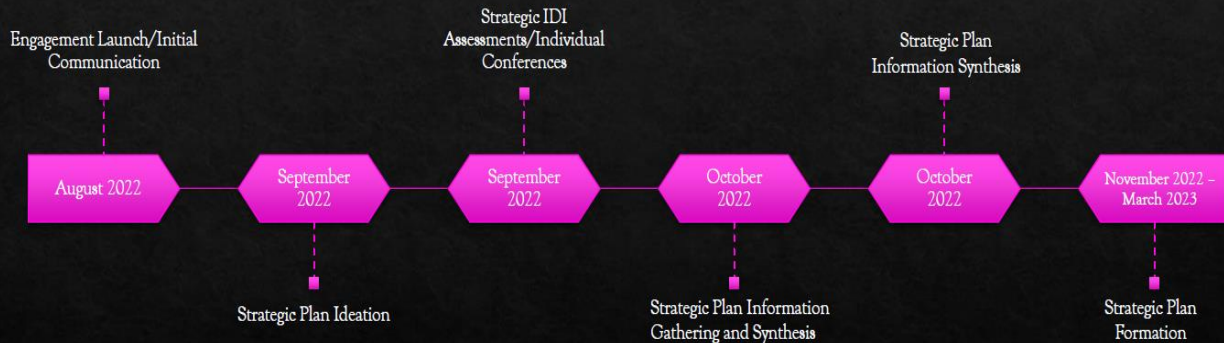 Engagement Launch/Initial
Communication
August 2022
September
2022
Strategic Plan Ideation
Strategic IDI
Assessments/Individual
Conferences
September
2022
October
2022
Strategic Plan Information
Gathering and Synthesis
Strategic Plan
Information Synthesis
October
2022
November 2022 –
March 2023
Strategic Plan
Formation